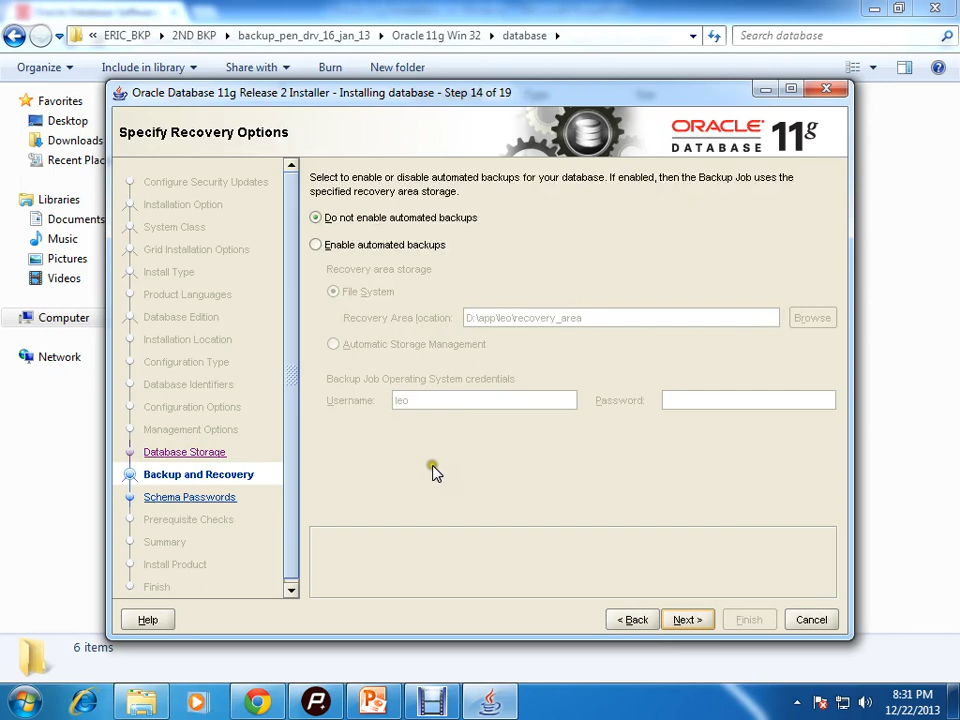 ERIC_BKP
2ND BKP
backup_pen_drv_16_jan_13
Oracle 11g Win 32
database
Search database
Organize
Include in library
Share with
Burn
New folder
Favorites
Desktop
Downloads
Recent Plac
Libraries
Documents
Music
Pictures
Videos
Computer
Network
Oracle Database 11g Release 2 Installer - Installing database - Step 14 of 19
Specify Recovery Options
ORACLE
DATABASE
11g
Configure Security Updates
Installation Option
System Class
Grid Installation Options
Install Type
Product Languages
Database Edition
Installation Location
Configuration Type
Database Identifiers
Configuration Options
Management Options
Database Storage
Backup and Recovery
Schema Passwords
Prerequisite Checks
Summary
Install Product
Finish
Select to enable or disable automated backups for your database. If enabled, then the Backup Job uses the
specified recovery area storage.
Do not enable automated backups
Enable automated backups
Recovery area storage
File System
Recovery Area location:
D:\app\leo\recovery_area
Browse
Automatic Storage Management
Backup Job Operating System credentials
Username:
leo
Password:
Help
< Back
Next >
Finish
Cancel
6 items
8:31 PM
12/22/2013